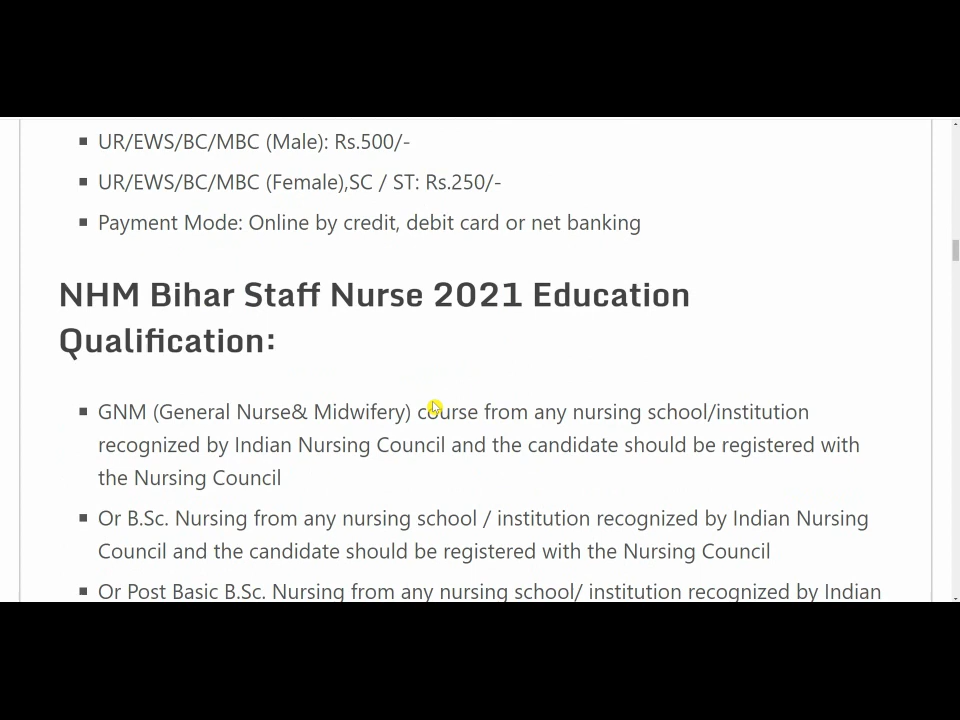 UR/EWS/BC/MBC (Male): Rs.500/-
UR/EWS/BC/MBC (Female),SC / ST: Rs.250/-
Payment Mode: Online by credit, debit card or net banking
NHM Bihar Staff Nurse 2021 Education
Qualification:
GNM (General Nurse& Midwifery) course from any nursing school/institution
recognized by Indian Nursing Council and the candidate should be registered with
the Nursing Council
Or B.Sc. Nursing from any nursing school / institution recognized by Indian Nursing
Council and the candidate should be registered with the Nursing Council
Or Post Basic B.Sc. Nursing from any nursing school/ institution recognized by Indian